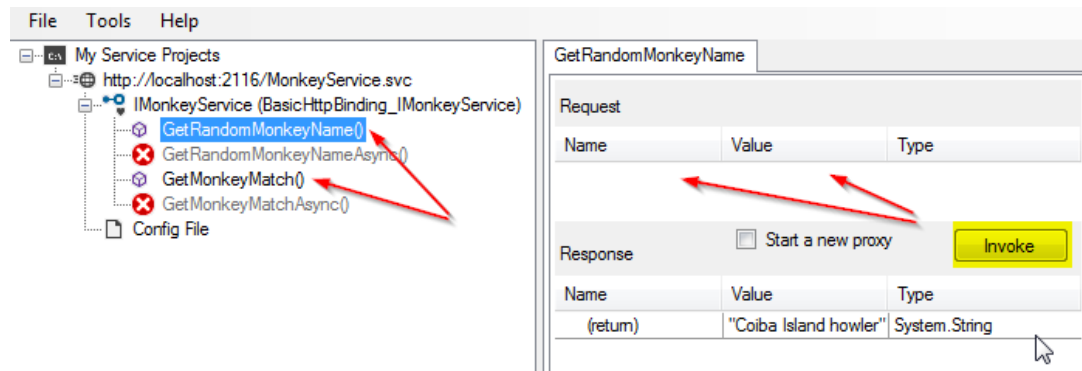 File Tools Help
My Service Projects
http://localhost:2116/MonkeyService.svc
IMonkeyService (BasicHttpBinding_IMonkeyService)
GetRandomMonkeyName()
GetRandomMonkeyNameAsync()
GetMonkeyMatch()
GetMonkeyMatchAsync()
Config File
GetRandomMonkeyName
Request
Name Value Type
Response Start a new proxy Invoke
Name Value Type
(return) "Coiba Island howler" System.String